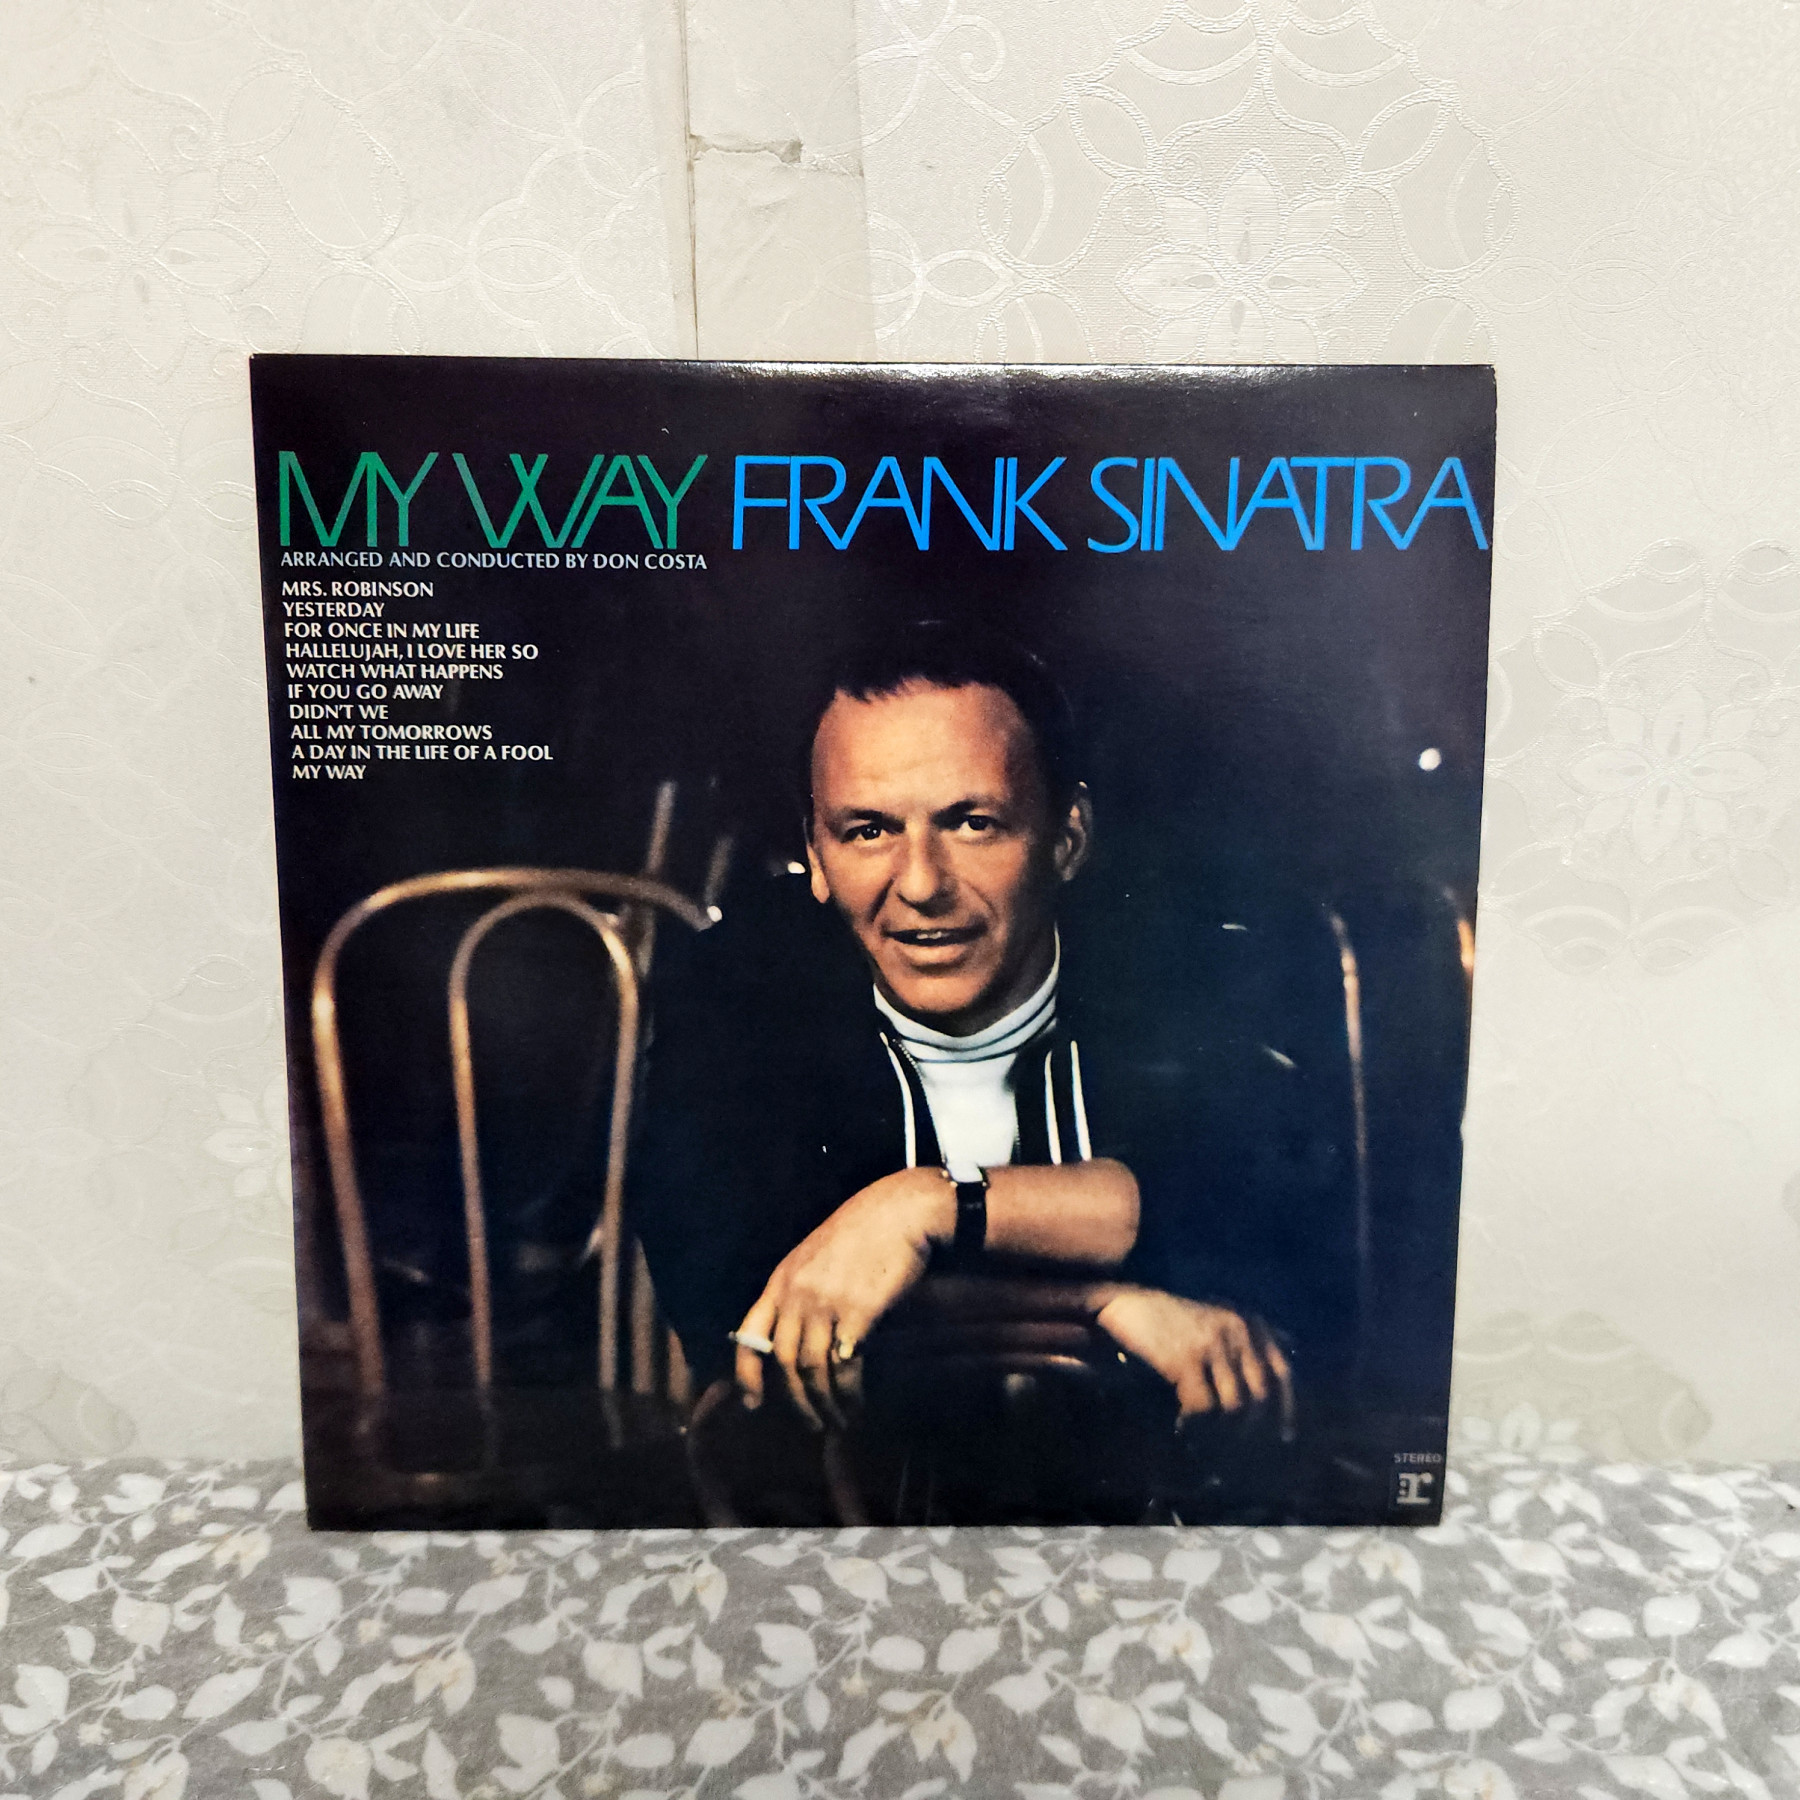 MY WAY FRANK SINATRA
ARRANGED AND CONDUCTED BY DON COSTA
MRS. ROBINSON
YESTERDAY
FOR ONCE IN MY LIFE
HALLELUJAH, I LOVE HER SO
WATCH WHAT HAPPENS
IF YOU GO AWAY
DIDN'T WE
ALL MY TOMORROWS
A DAY IN THE LIFE OF A FOOL
MY WAY
STEREO
r